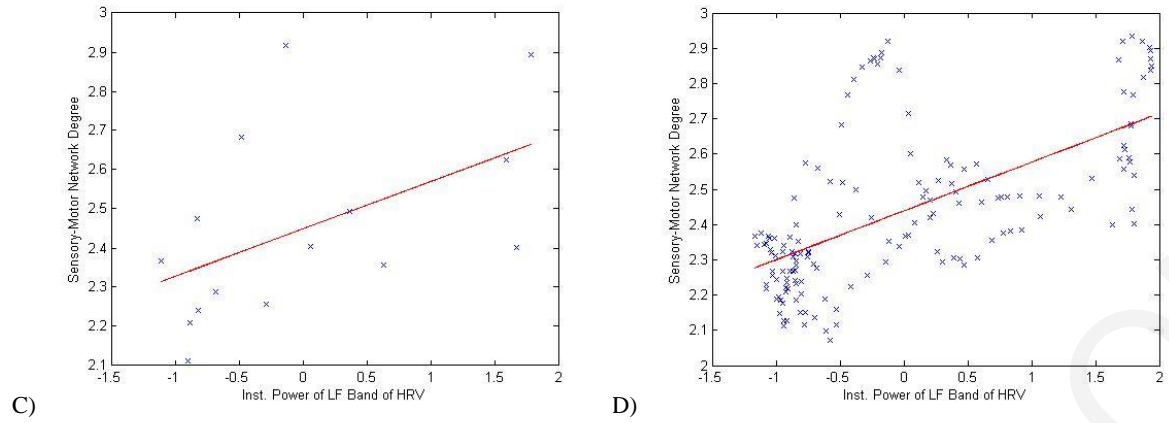 3
2.9
2.8
2.7
2.6
2.5
2.4
2.3
2.2
2.1
Sensory-Motor Network Degree
-1.5 -1 -0.5 0 0.5 1 1.5 2
Inst. Power of LF Band of HRV
C)
3
2.9
2.8
2.7
2.6
2.5
2.4
2.3
2.2
2.1
2
Sensory-Motor Network Degree
-1.5 -1 -0.5 0 0.5 1 1.5 2
Inst. Power of LF Band of HRV
D)